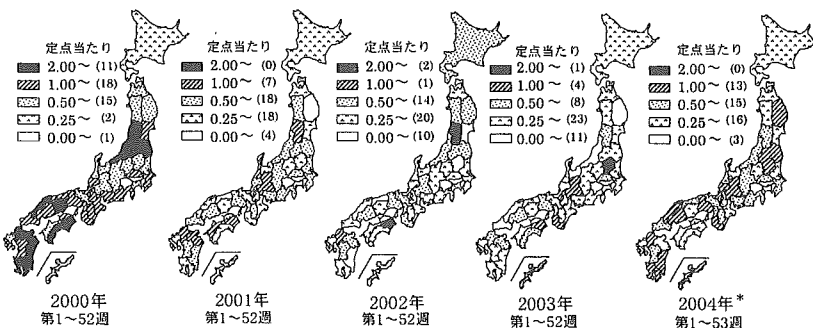 定点当たり
2.00～(11)
1.00～(18)
0.50～(15)
0.25～(2)
0.00～(1)
2000年
第1～52週
定点当たり
2.00～(0)
1.00～(7)
0.50～(18)
0.25～(18)
0.00～(4)
2001年
第1～52週
定点当たり
2.00～(2)
1.00～(1)
0.50～(14)
0.25～(20)
0.00～(10)
2002年
第1～52週
定点当たり
2.00～(1)
1.00～(4)
0.50～(8)
0.25～(23)
0.00～(11)
2003年
第1～52週
定点当たり
2.00～(0)
1.00～(13)
0.50～(15)
0.25～(16)
0.00～(3)
2004年*
第1～53週